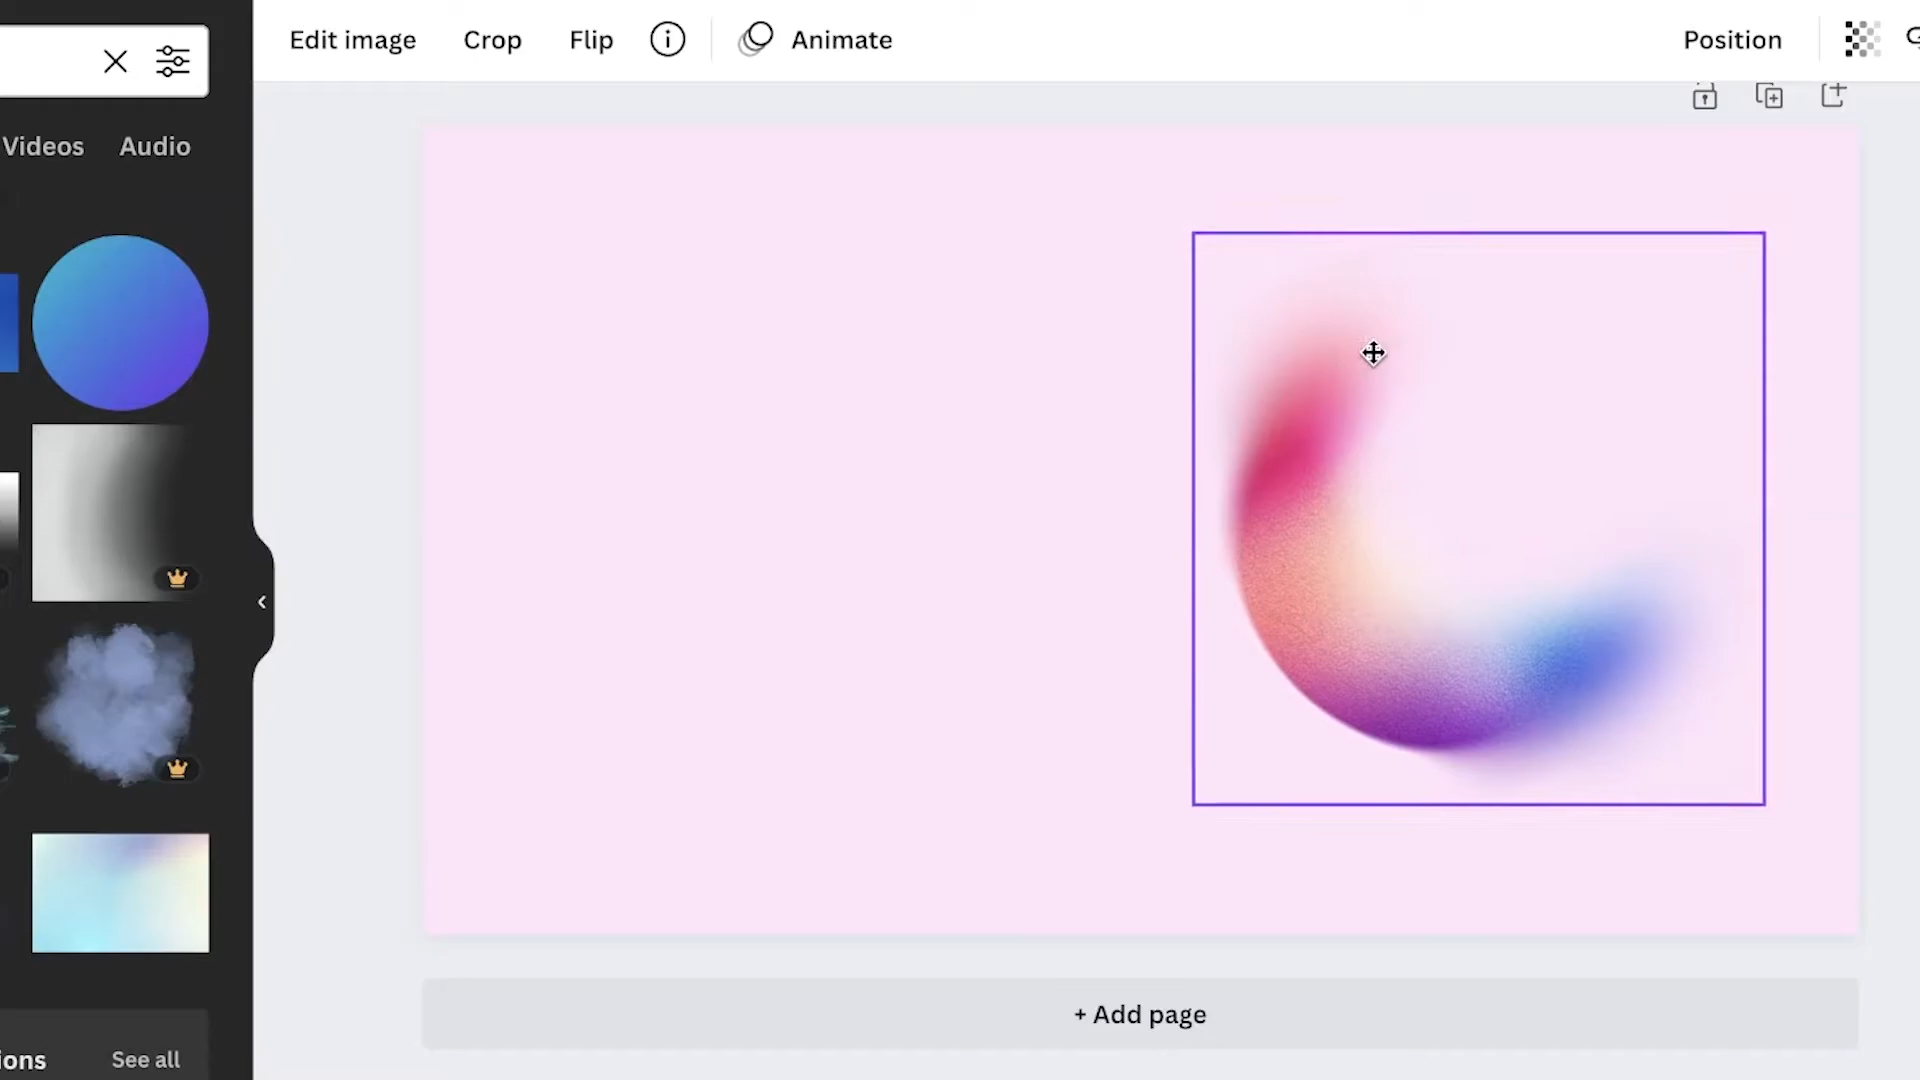 Edit image Crop Flip Animate Position
Videos Audio
+ Add page
ions See all